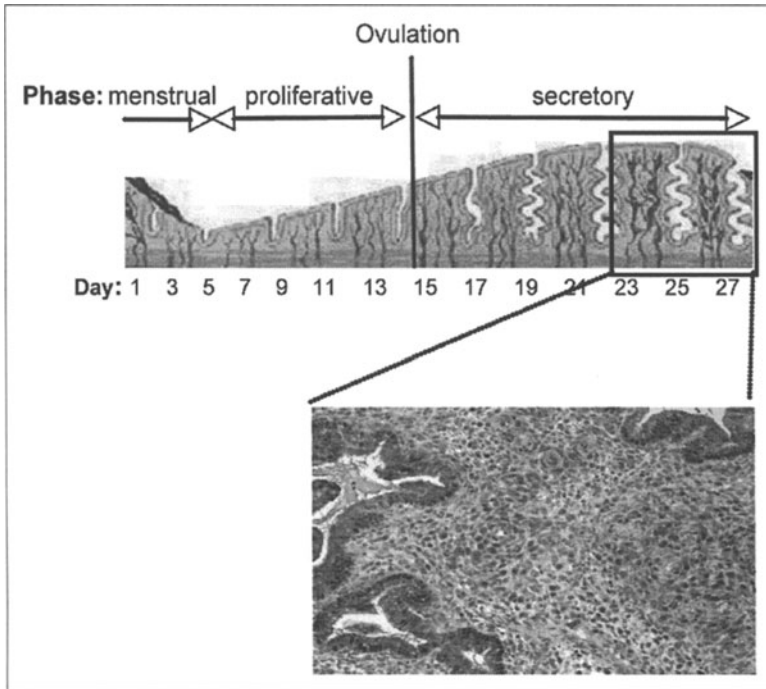 Ovulation
Phase: menstrual proliferative secretory
Day: 1 3 5 7 9 11 13 15 17 19 21 23 25 27